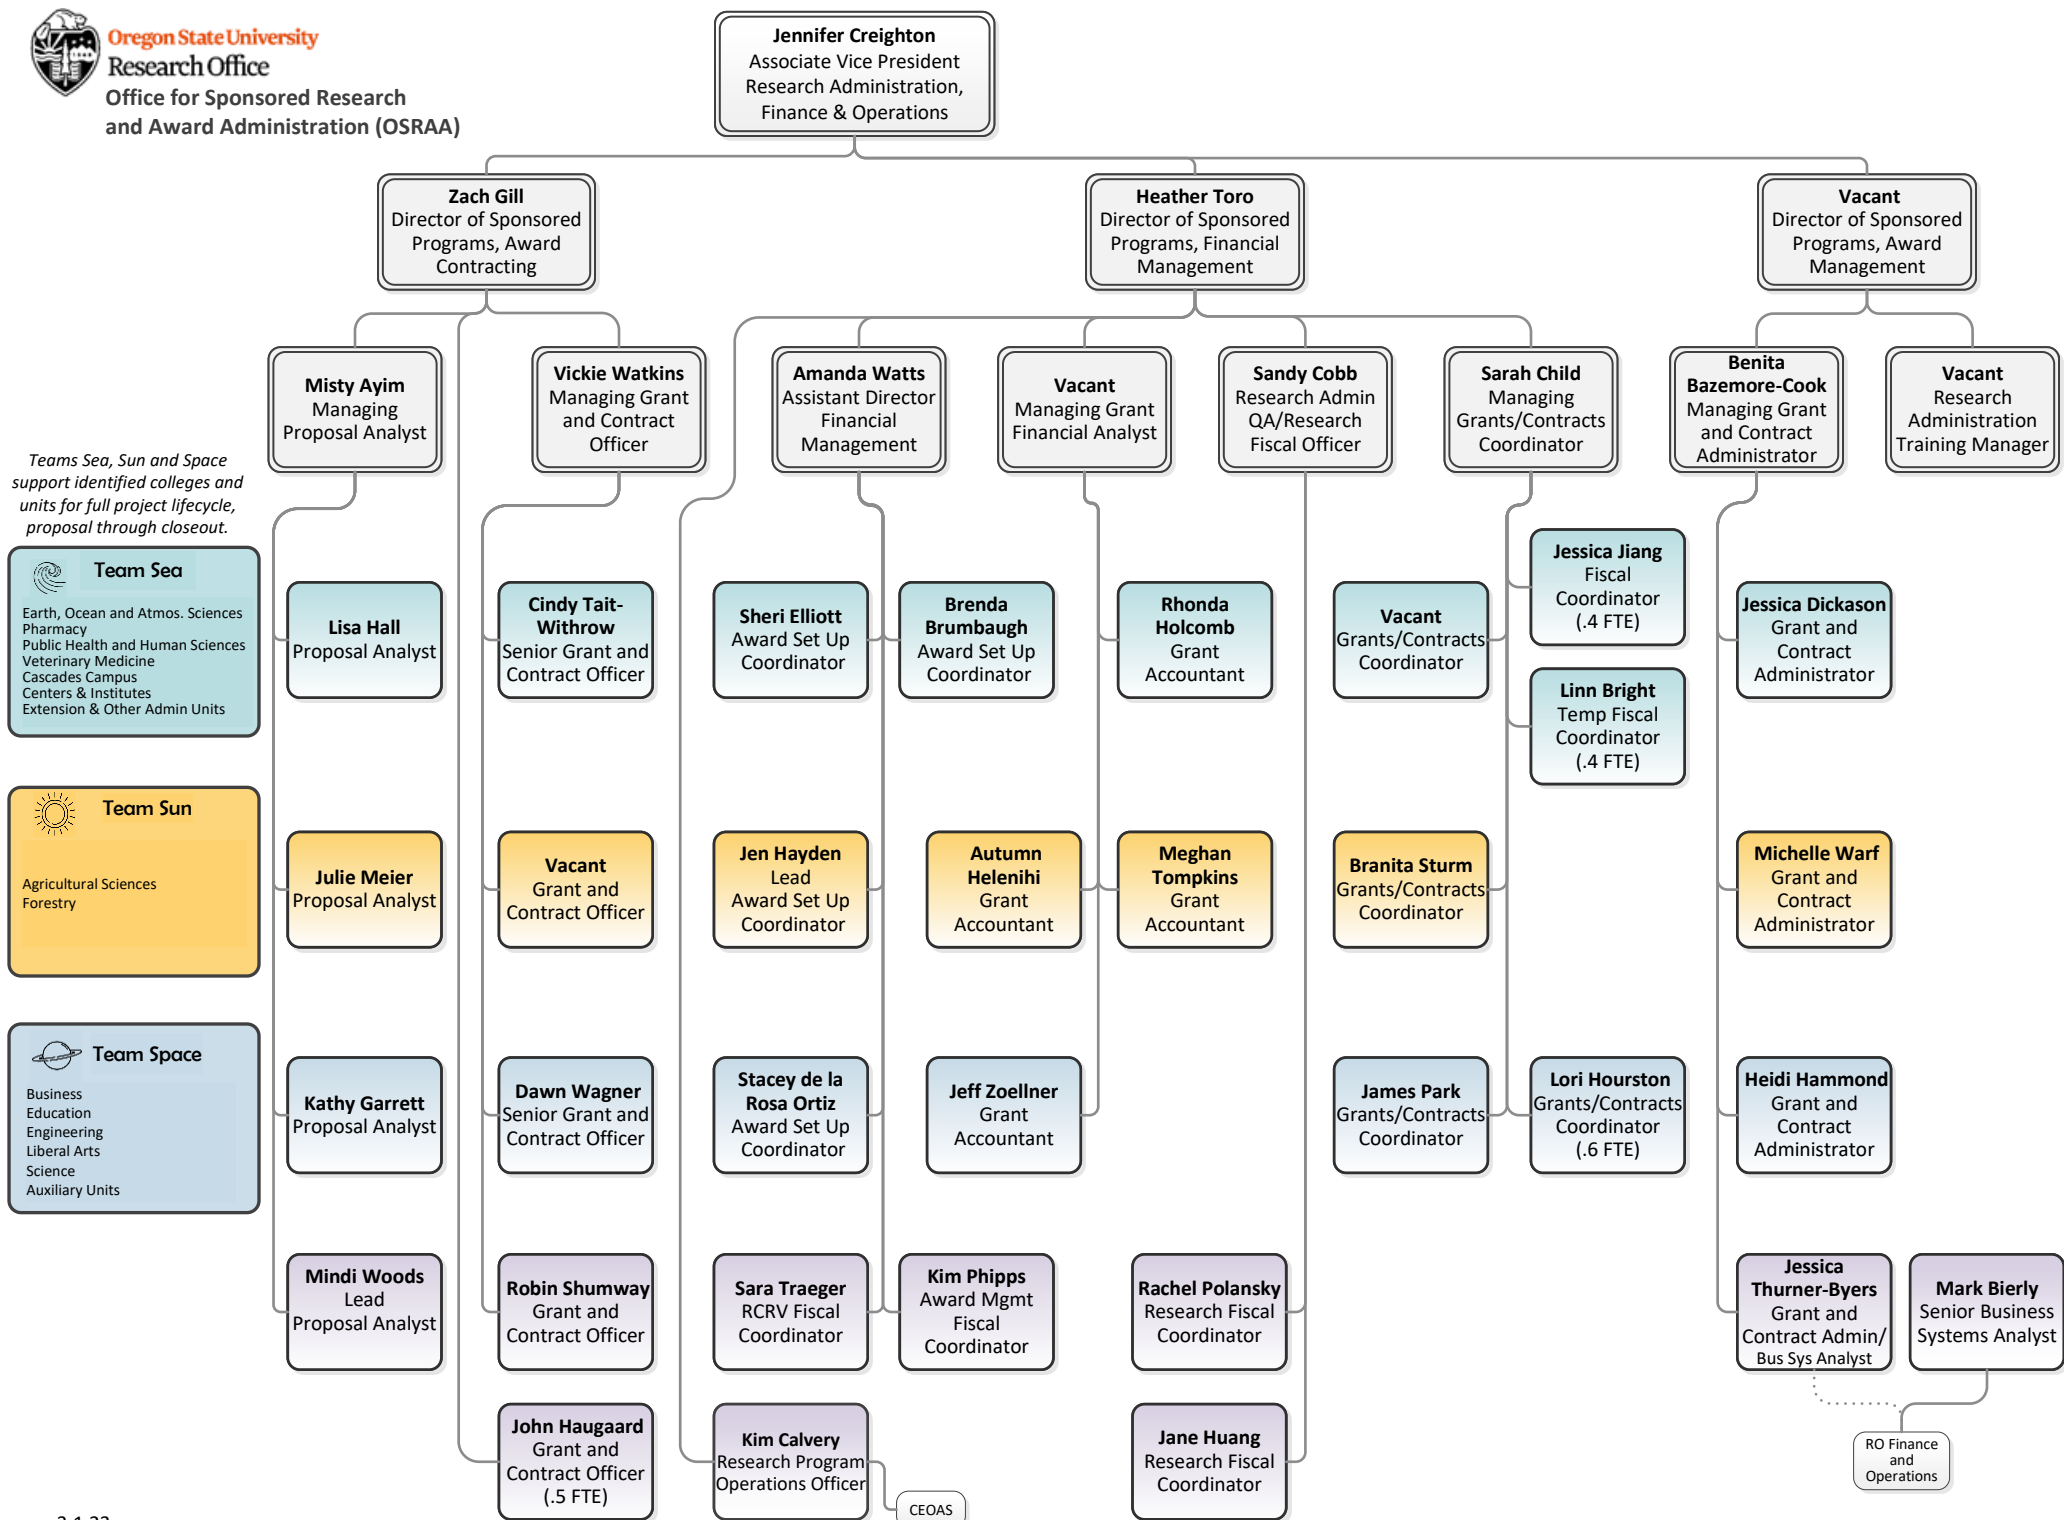 Oregon State University
Research Office
Office for Sponsored Research
and Award Administration (OSRAA)
Jennifer Creighton
Associate Vice President
Research Administration,
Finance & Operations
Zach Gill
Director of Sponsored
Programs, Award
Contracting
Heather Toro
Director of Sponsored
Programs, Financial
Management
Vacant
Director of Sponsored
Programs, Award
Management
Misty Ayim
Managing
Proposal Analyst
Vickie Watkins
Managing Grant
and Contract
Officer
Amanda Watts
Assistant Director
Financial
Management
Vacant
Managing Grant
Financial Analyst
Sandy Cobb
Research Admin
QA/Research
Fiscal Officer
Sarah Child
Managing
Grants/Contracts
Coordinator
Benita
Bazemore-Cook
Managing Grant
and Contract
Administrator
Vacant
Research
Administration
Training Manager
Teams Sea, Sun and Space
support identified colleges and
units for full project lifecycle,
proposal through closeout.
Team Sea
Earth, Ocean and Atmos. Sciences
Pharmacy
Public Health and Human Sciences
Veterinary Medicine
Cascades Campus
Centers & Institutes
Extension & Other Admin Units
Lisa Hall
Proposal Analyst
Cindy Tait-
Withrow
Senior Grant and
Contract Officer
Sheri Elliott
Award Set Up
Coordinator
Brenda
Brumbaugh
Award Set Up
Coordinator
Rhonda
Holcomb
Grant
Accountant
Vacant
Grants/Contracts
Coordinator
Jessica Jiang
Fiscal
Coordinator
(.4 FTE)
Linn Bright
Temp Fiscal
Coordinator
(.4 FTE)
Jessica Dickason
Grant and
Contract
Administrator
Team Sun
Agricultural Sciences
Forestry
Julie Meier
Proposal Analyst
Vacant
Grant and
Contract Officer
Jen Hayden
Lead
Award Set Up
Coordinator
Autumn
Helenihi
Grant
Accountant
Meghan
Tompkins
Grant
Accountant
Branita Sturm
Grants/Contracts
Coordinator
Michelle Warf
Grant and
Contract
Administrator
Team Space
Business
Education
Engineering
Liberal Arts
Science
Auxiliary Units
Kathy Garrett
Proposal Analyst
Dawn Wagner
Senior Grant and
Contract Officer
Stacey de la
Rosa Ortiz
Award Set Up
Coordinator
Jeff Zoellner
Grant
Accountant
James Park
Grants/Contracts
Coordinator
Lori Hourston
Grants/Contracts
Coordinator
(.6 FTE)
Heidi Hammond
Grant and
Contract
Administrator
Mindi Woods
Lead
Proposal Analyst
Robin Shumway
Grant and
Contract Officer
Sara Traeger
RCRV Fiscal
Coordinator
Kim Phipps
Award Mgmt
Fiscal
Coordinator
Rachel Polansky
Research Fiscal
Coordinator
Jessica
Thurner-Byers
Grant and
Contract Admin/
Bus Sys Analyst
Mark Bierly
Senior Business
Systems Analyst
John Haugaard
Grant and
Contract Officer
(.5 FTE)
Kim Calvery
Research Program
Operations Officer
CEOAS
Jane Huang
Research Fiscal
Coordinator
RO Finance
and
Operations